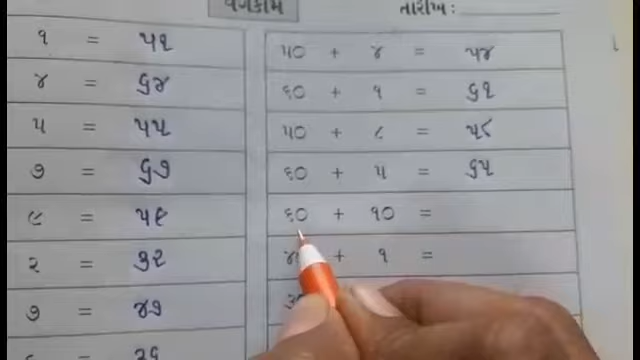 વર્ગકામ
તારીખ:
૧ = ૫૧
૪ = ૬૪
૫ = ૫૫
૭ = ૬૭
૯ = ૫૯
૨ = ૩૨
૭ = ૪૭
૫૦ + ૪ = ૫૪
૬૦ + ૧ = ૬૧
૫૦ + ૮ = ૫૮
૬૦ + ૫ = ૬૫
૬૦ + ૧૦ =
+ ૧ =